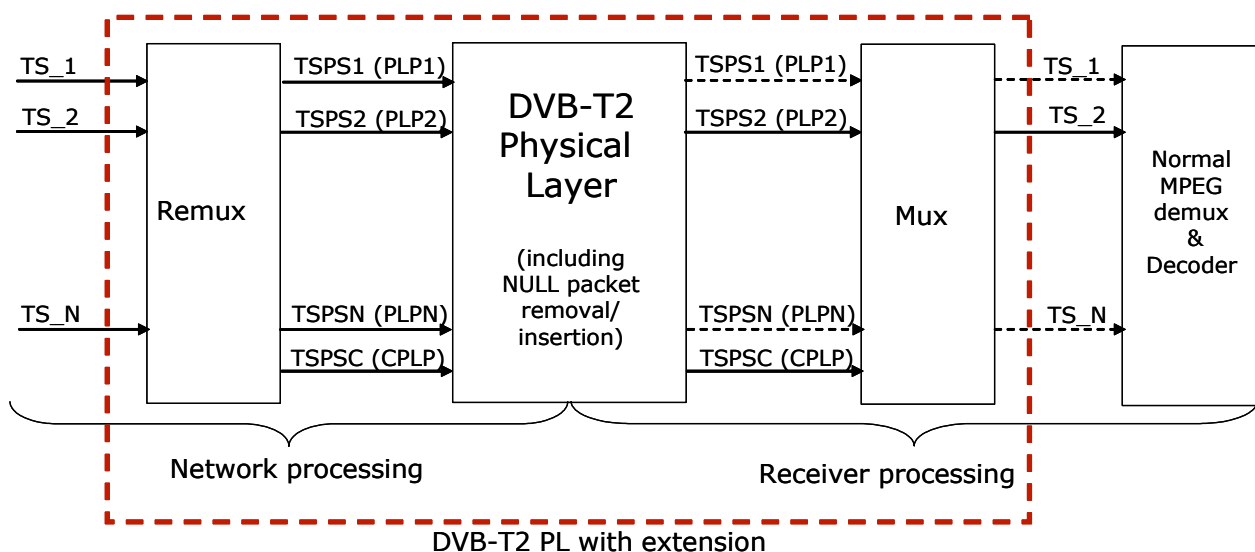 TS_1
TS_2
TS_N
Remux
TSPS1 (PLP1)
TSPS2 (PLP2)
TSPSN (PLPN)
TSPSC (CPLP)
DVB-T2
Physical
Layer
(including
NULL packet
removal/
insertion)
TSPS1 (PLP1)
TSPS2 (PLP2)
TSPSN (PLPN)
TSPSC (CPLP)
Mux
TS_1
TS_2
TS_N
Normal
MPEG
demux
&
Decoder
Network processing
Receiver processing
DVB-T2 PL with extension